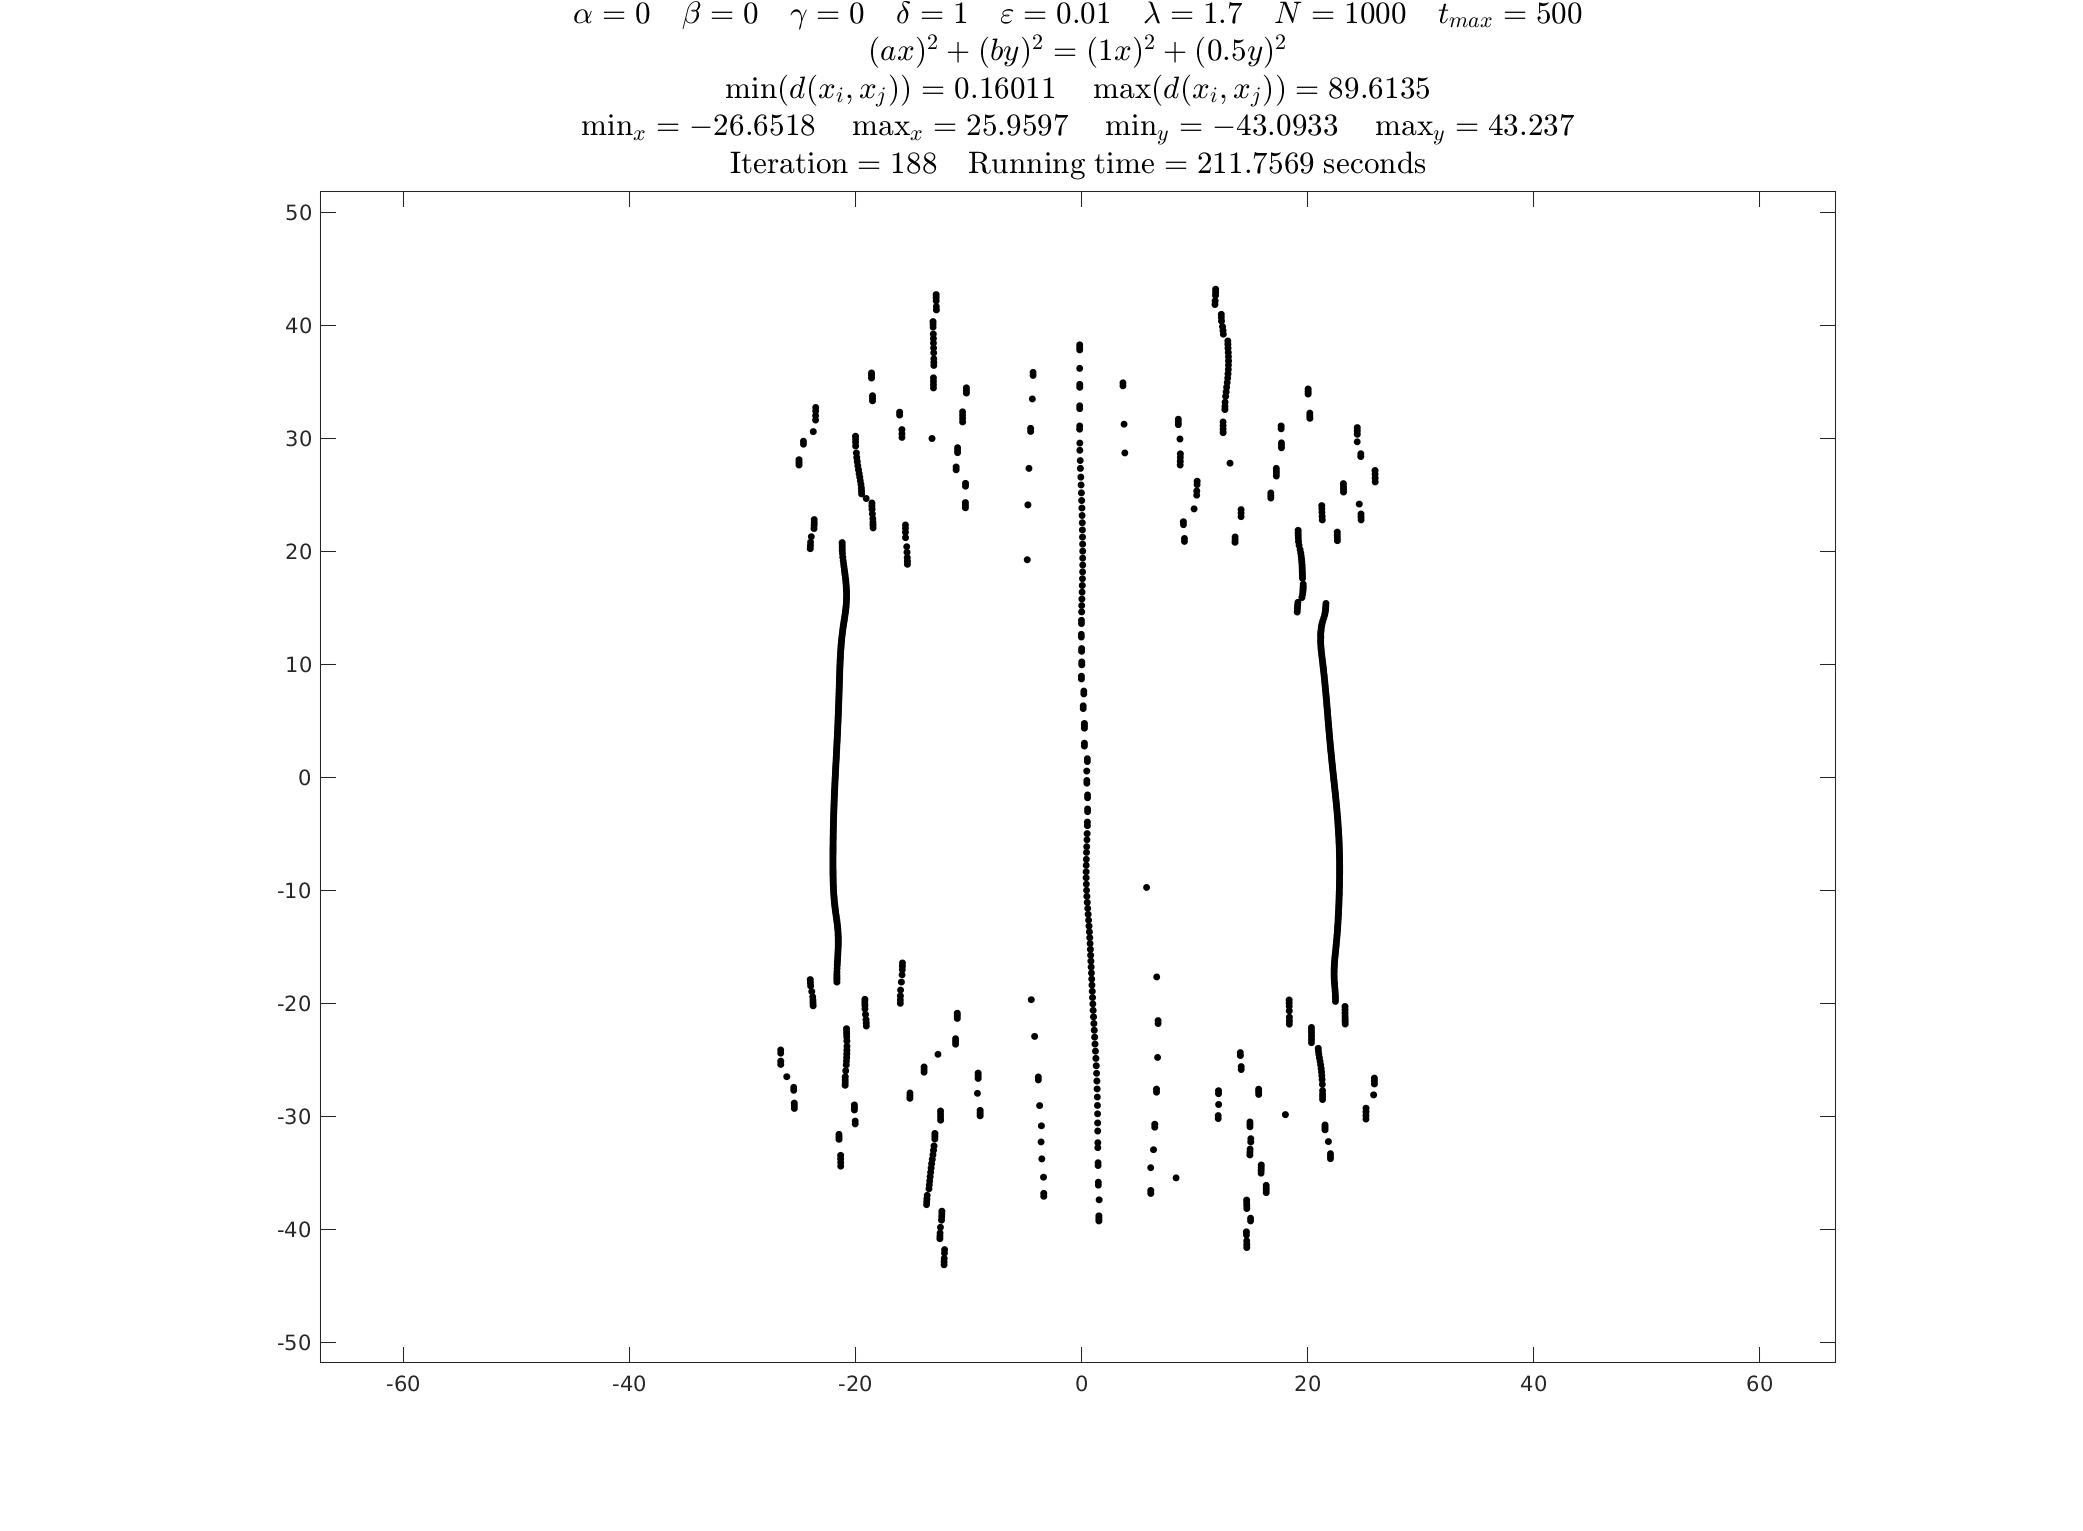 α = 0 β = 0 γ = 0 δ = 1 ε = 0.01 λ = 1.7 N = 1000 t_max = 500
(ax)² + (by)² = (1x)² + (0.5y)²
min(d(x_i, x_j)) = 0.16011 max(d(x_i, x_j)) = 89.6135
min_x = −26.6518 max_x = 25.9597 min_y = −43.0933 max_y = 43.237
Iteration = 188 Running time = 211.7569 seconds
50
40
30
20
10
0
-10
-20
-30
-40
-50
-60 -40 -20 0 20 40 60